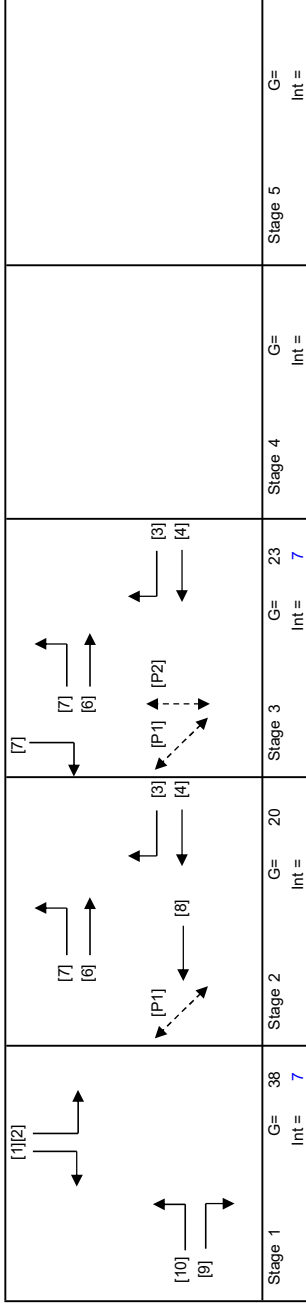 [1][2]
[10]
[9]
Stage 1 G= 38
Int = 7
[7]
[6]
[3]
[4]
[8]
[P1]
Stage 2 G= 20
Int =
[7]
[7]
[6]
[3]
[4]
[P1]
[P2]
Stage 3 G= 23
Int = 7
Stage 4 G=
Int =
Stage 5 G=
Int =